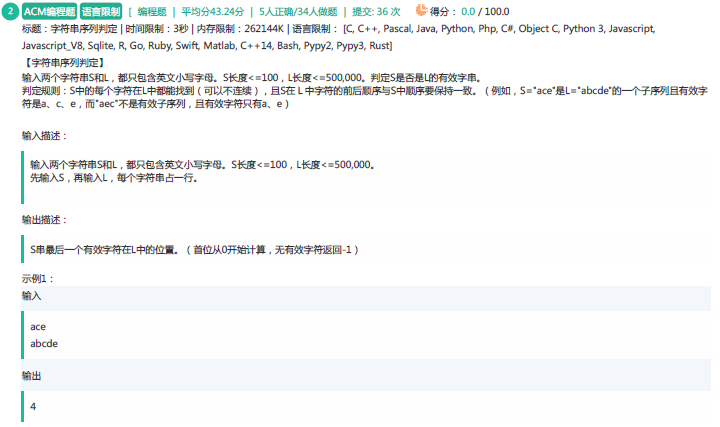 2 ACM编程题 语言限制 [ 编程题 | 平均分43.24分 | 5人正确/34人做题 | 提交: 36 次 得分： 0.0 / 100.0
标题：字符串序列判定 | 时间限制：3秒 | 内存限制：262144K | 语言限制： [C, C++, Pascal, Java, Python, Php, C#, Object C, Python 3, Javascript,
Javascript_V8, Sqlite, R, Go, Ruby, Swift, Matlab, C++14, Bash, Pypy2, Pypy3, Rust]
【字符串序列判定】
输入两个字符串S和L，都只包含英文小写字母。S长度<=100，L长度<=500,000。判定S是否是L的有效字串。
判定规则：S中的每个字符在L中都能找到（可以不连续），且S在Ｌ中字符的前后顺序与S中顺序要保持一致。（例如，S="ace"是L="abcde"的一个子序列且有效字
符是a、c、e，而"aec"不是有效子序列，且有效字符只有a、e）
输入描述：
输入两个字符串S和L，都只包含英文小写字母。S长度<=100，L长度<=500,000。
先输入S，再输入L，每个字符串占一行。
输出描述：
S串最后一个有效字符在L中的位置。（首位从0开始计算，无有效字符返回-1）
示例1：
输入
ace
abcde
输出
4